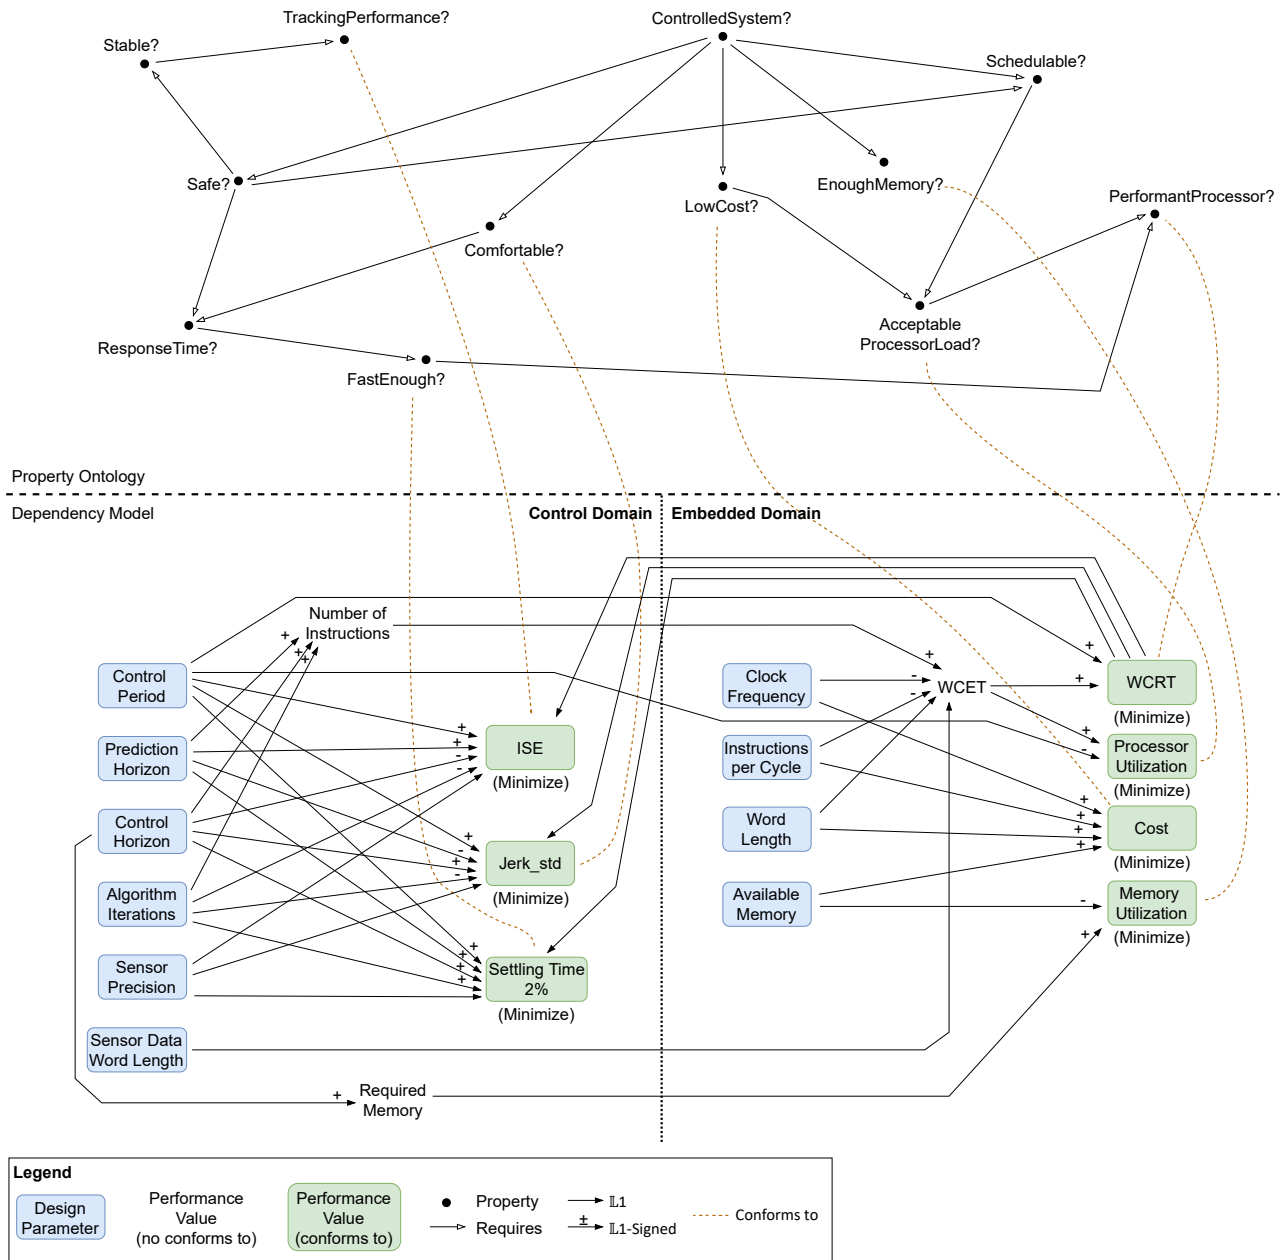 TrackingPerformance?
ControlledSystem?
Stable?
Schedulable?
Safe?
EnoughMemory?
LowCost?
PerformantProcessor?
Comfortable?
Acceptable
ProcessorLoad?
ResponseTime?
FastEnough?
Property Ontology
Dependency Model
Control Domain
Embedded Domain
Number of
Instructions
+
+
+
Control
Period
Prediction
Horizon
Control
Horizon
Algorithm
Iterations
Sensor
Precision
Sensor Data
Word Length
+
+
-
-
ISE
(Minimize)
+
-
+
-
Jerk_std
(Minimize)
+
+
+
+
Settling Time
2%
(Minimize)
+
Required
Memory
Clock
Frequency
Instructions
per Cycle
Word
Length
Available
Memory
+
-
-
WCET
+
+
WCRT
(Minimize)
+
-
Processor
Utilization
(Minimize)
+
+
+
+
Cost
(Minimize)
-
+
Memory
Utilization
(Minimize)
Legend
Design
Parameter
Performance
Value
(no conforms to)
Performance
Value
(conforms to)
Property
Requires
𝕃1
±
𝕃1-Signed
Conforms to